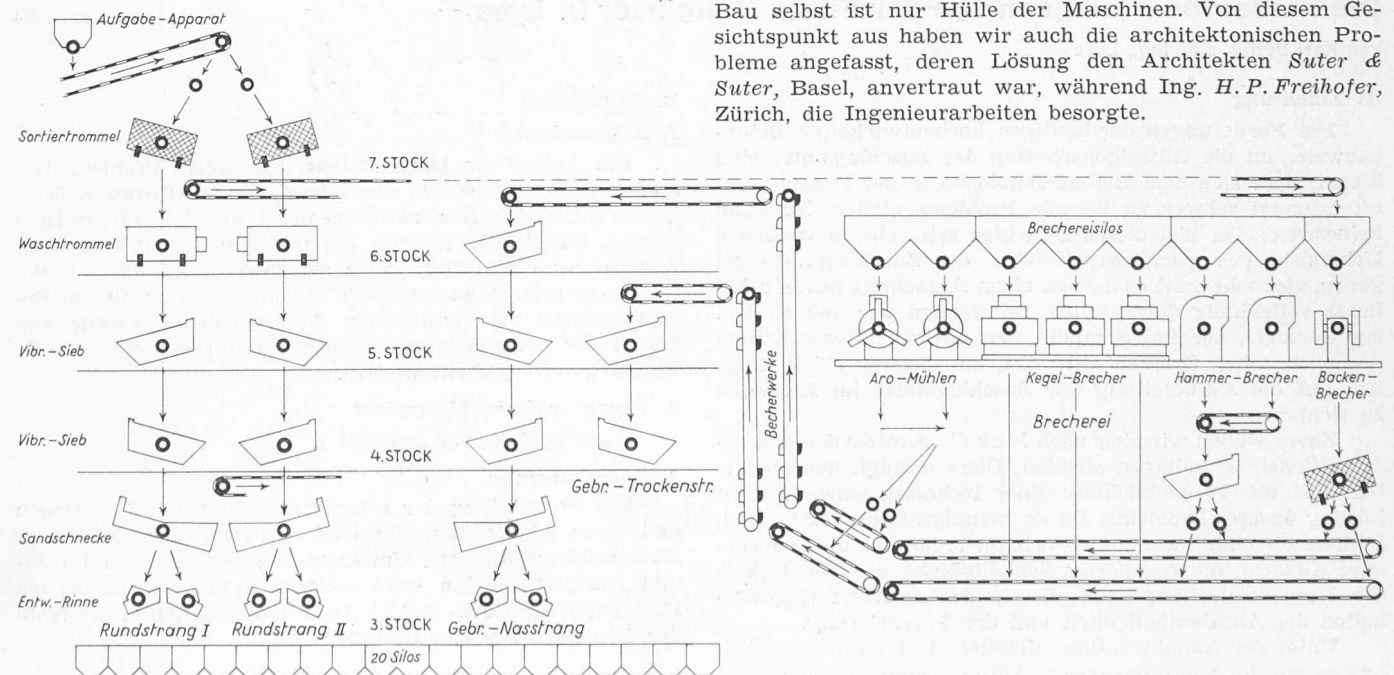 Bau selbst ist nur Hülle der Maschinen. Von diesem Ge-
sichtspunkt aus haben wir auch die architektonischen Pro-
bleme angefasst, deren Lösung den Architekten Suter &
Suter, Basel, anvertraut war, während Ing. H. P. Freihofer,
Zürich, die Ingenieurarbeiten besorgte.
Aufgabe-Apparat
Sortiertrommel
7. STOCK
Waschtrommel
6. STOCK
Vibr.-Sieb
5. STOCK
Vibr.-Sieb
4. STOCK
Gebr.-Trockenstr.
Sandschnecke
Entw.-Rinne
Rundstrang I
Rundstrang II
3. STOCK
Gebr.-Nasstrang
20 Silos
Becherwerke
Brechereisilos
Aro-Mühlen
Kegel-Brecher
Hammer-Brecher
Backen-
Brecher
Brecherei